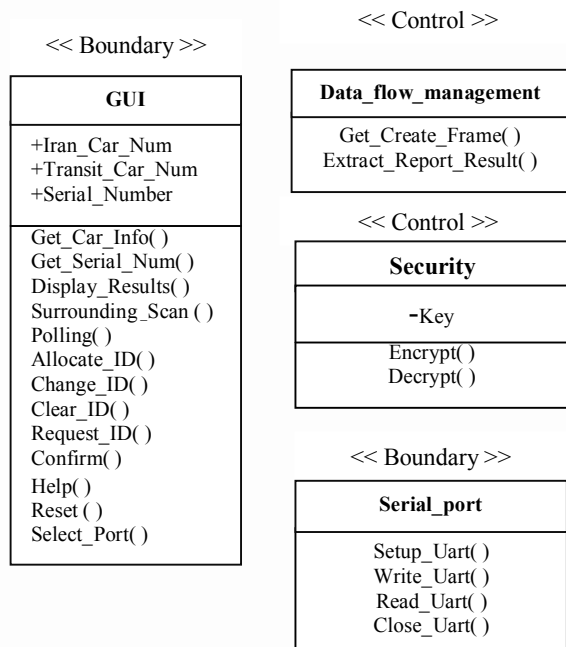 << Boundary >>
GUI
+Iran_Car_Num
+Transit_Car_Num
+Serial_Number
Get_Car_Info( )
Get_Serial_Num( )
Display_Results( )
Surrounding_Scan ( )
Polling( )
Allocate_ID( )
Change_ID( )
Clear_ID( )
Request_ID( )
Confirm( )
Help( )
Reset ( )
Select_Port( )
<< Control >>
Data_flow_management
Get_Create_Frame( )
Extract_Report_Result( )
<< Control >>
Security
-Key
Encrypt( )
Decrypt( )
<< Boundary >>
Serial_port
Setup_Uart( )
Write_Uart( )
Read_Uart( )
Close_Uart( )